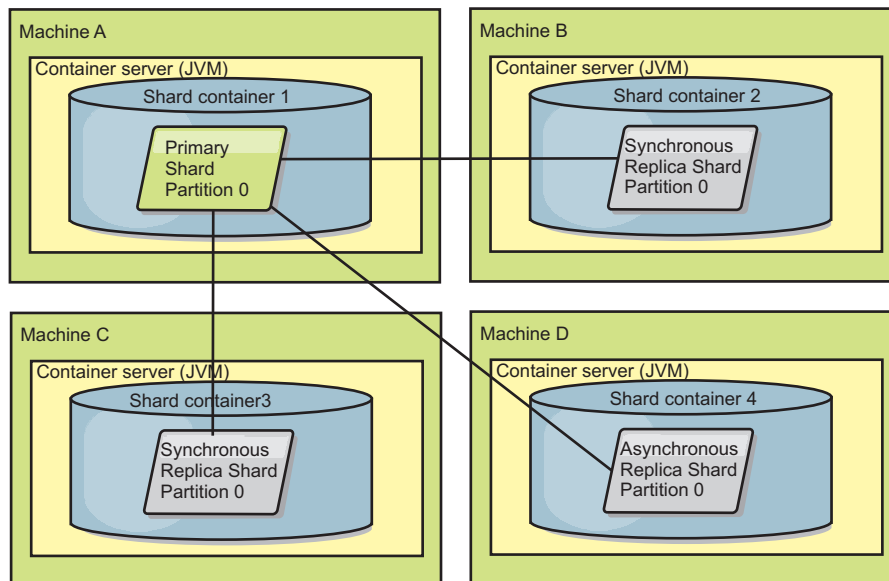 Machine A
Container server (JVM)
Shard container 1
Primary
Shard
Partition 0
Machine B
Container server (JVM)
Shard container 2
Synchronous
Replica Shard
Partition 0
Machine C
Container server (JVM)
Shard container3
Synchronous
Replica Shard
Partition 0
Machine D
Container server (JVM)
Shard container 4
Asynchronous
Replica Shard
Partition 0